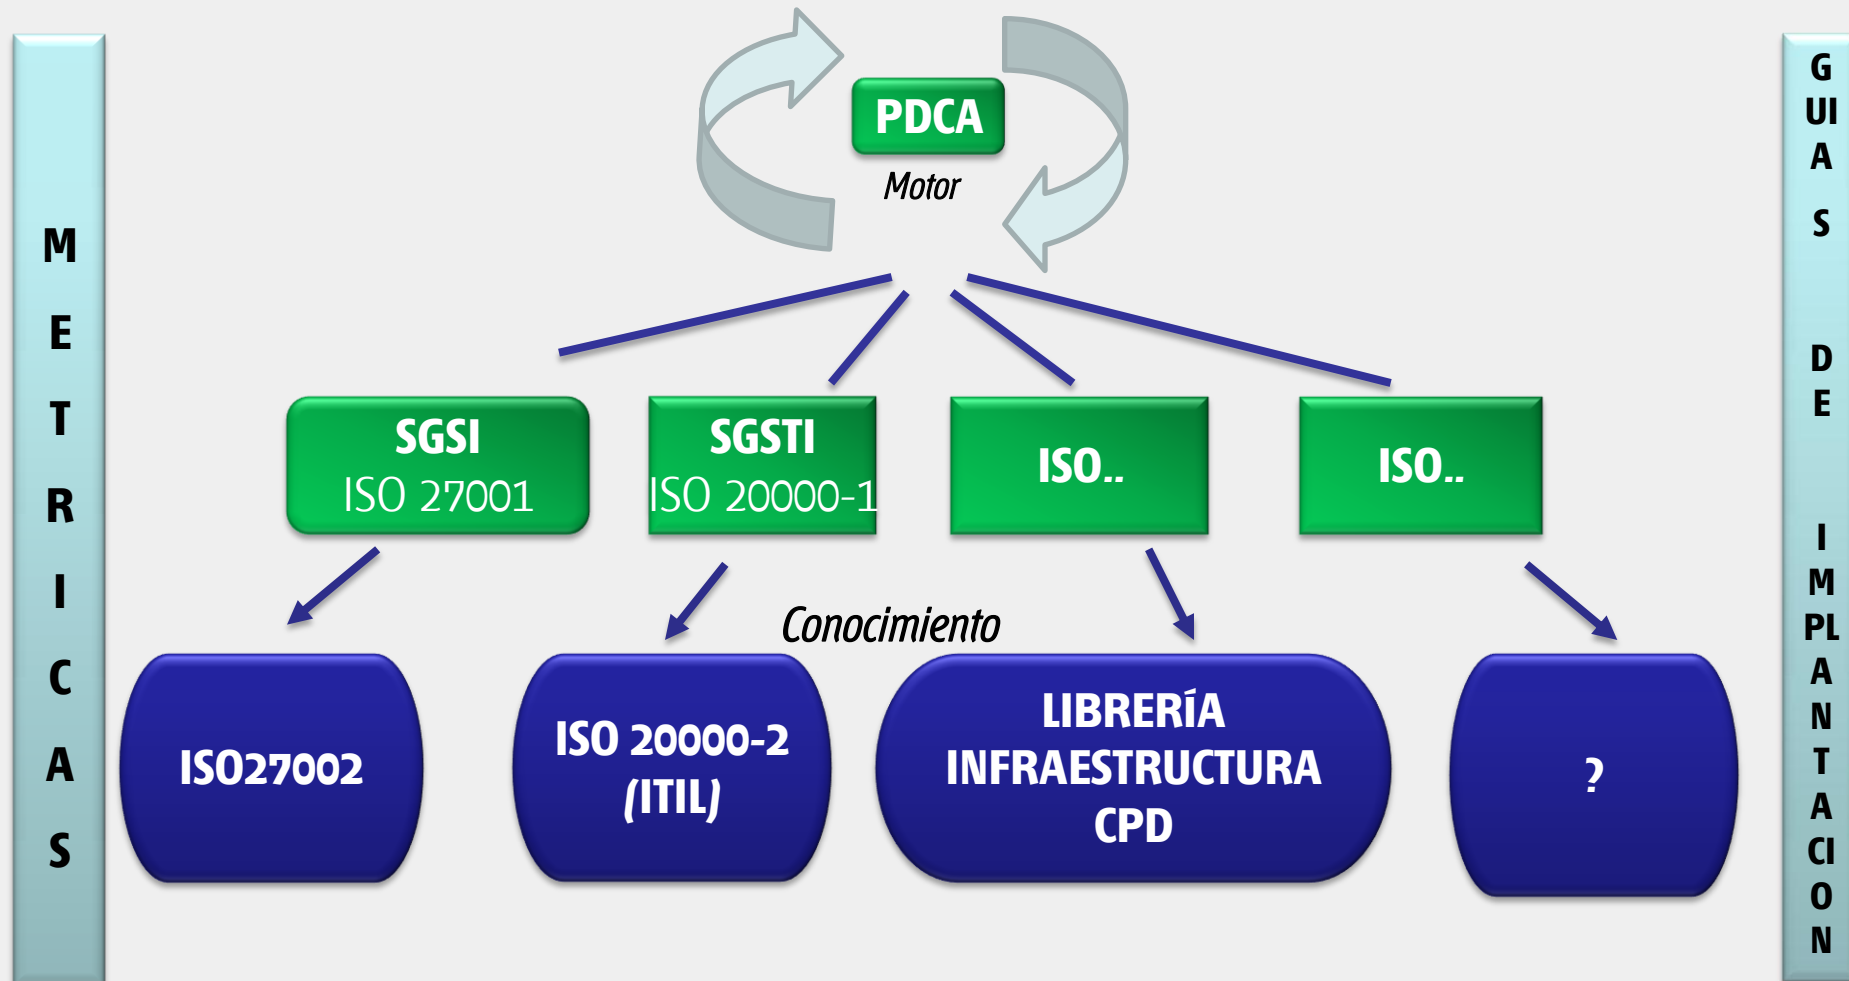 PDCA
Motor
METRICAS
GUIAS DE IMPLANTACION
SGSI
ISO 27001
SGSTI
ISO 20000-1
ISO..
ISO..
Conocimiento
ISO27002
ISO 20000-2
(ITIL)
LIBRERíA
INFRAESTRUCTURA
CPD
?